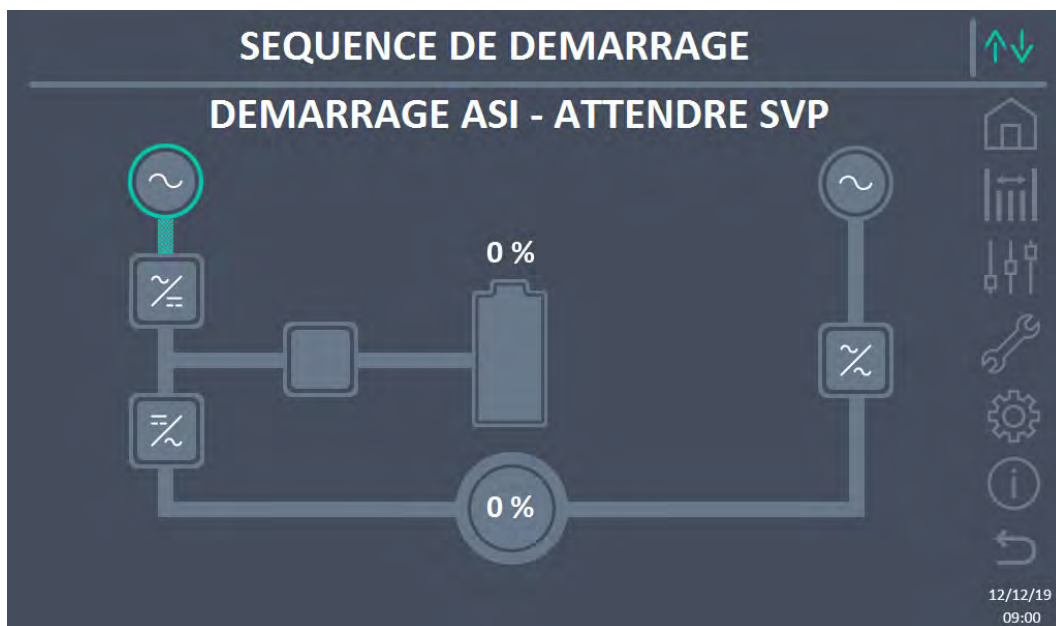 SEQUENCE DE DEMARRAGE
DEMARRAGE ASI - ATTENDRE SVP
0 %
0 %
12/12/19
09:00